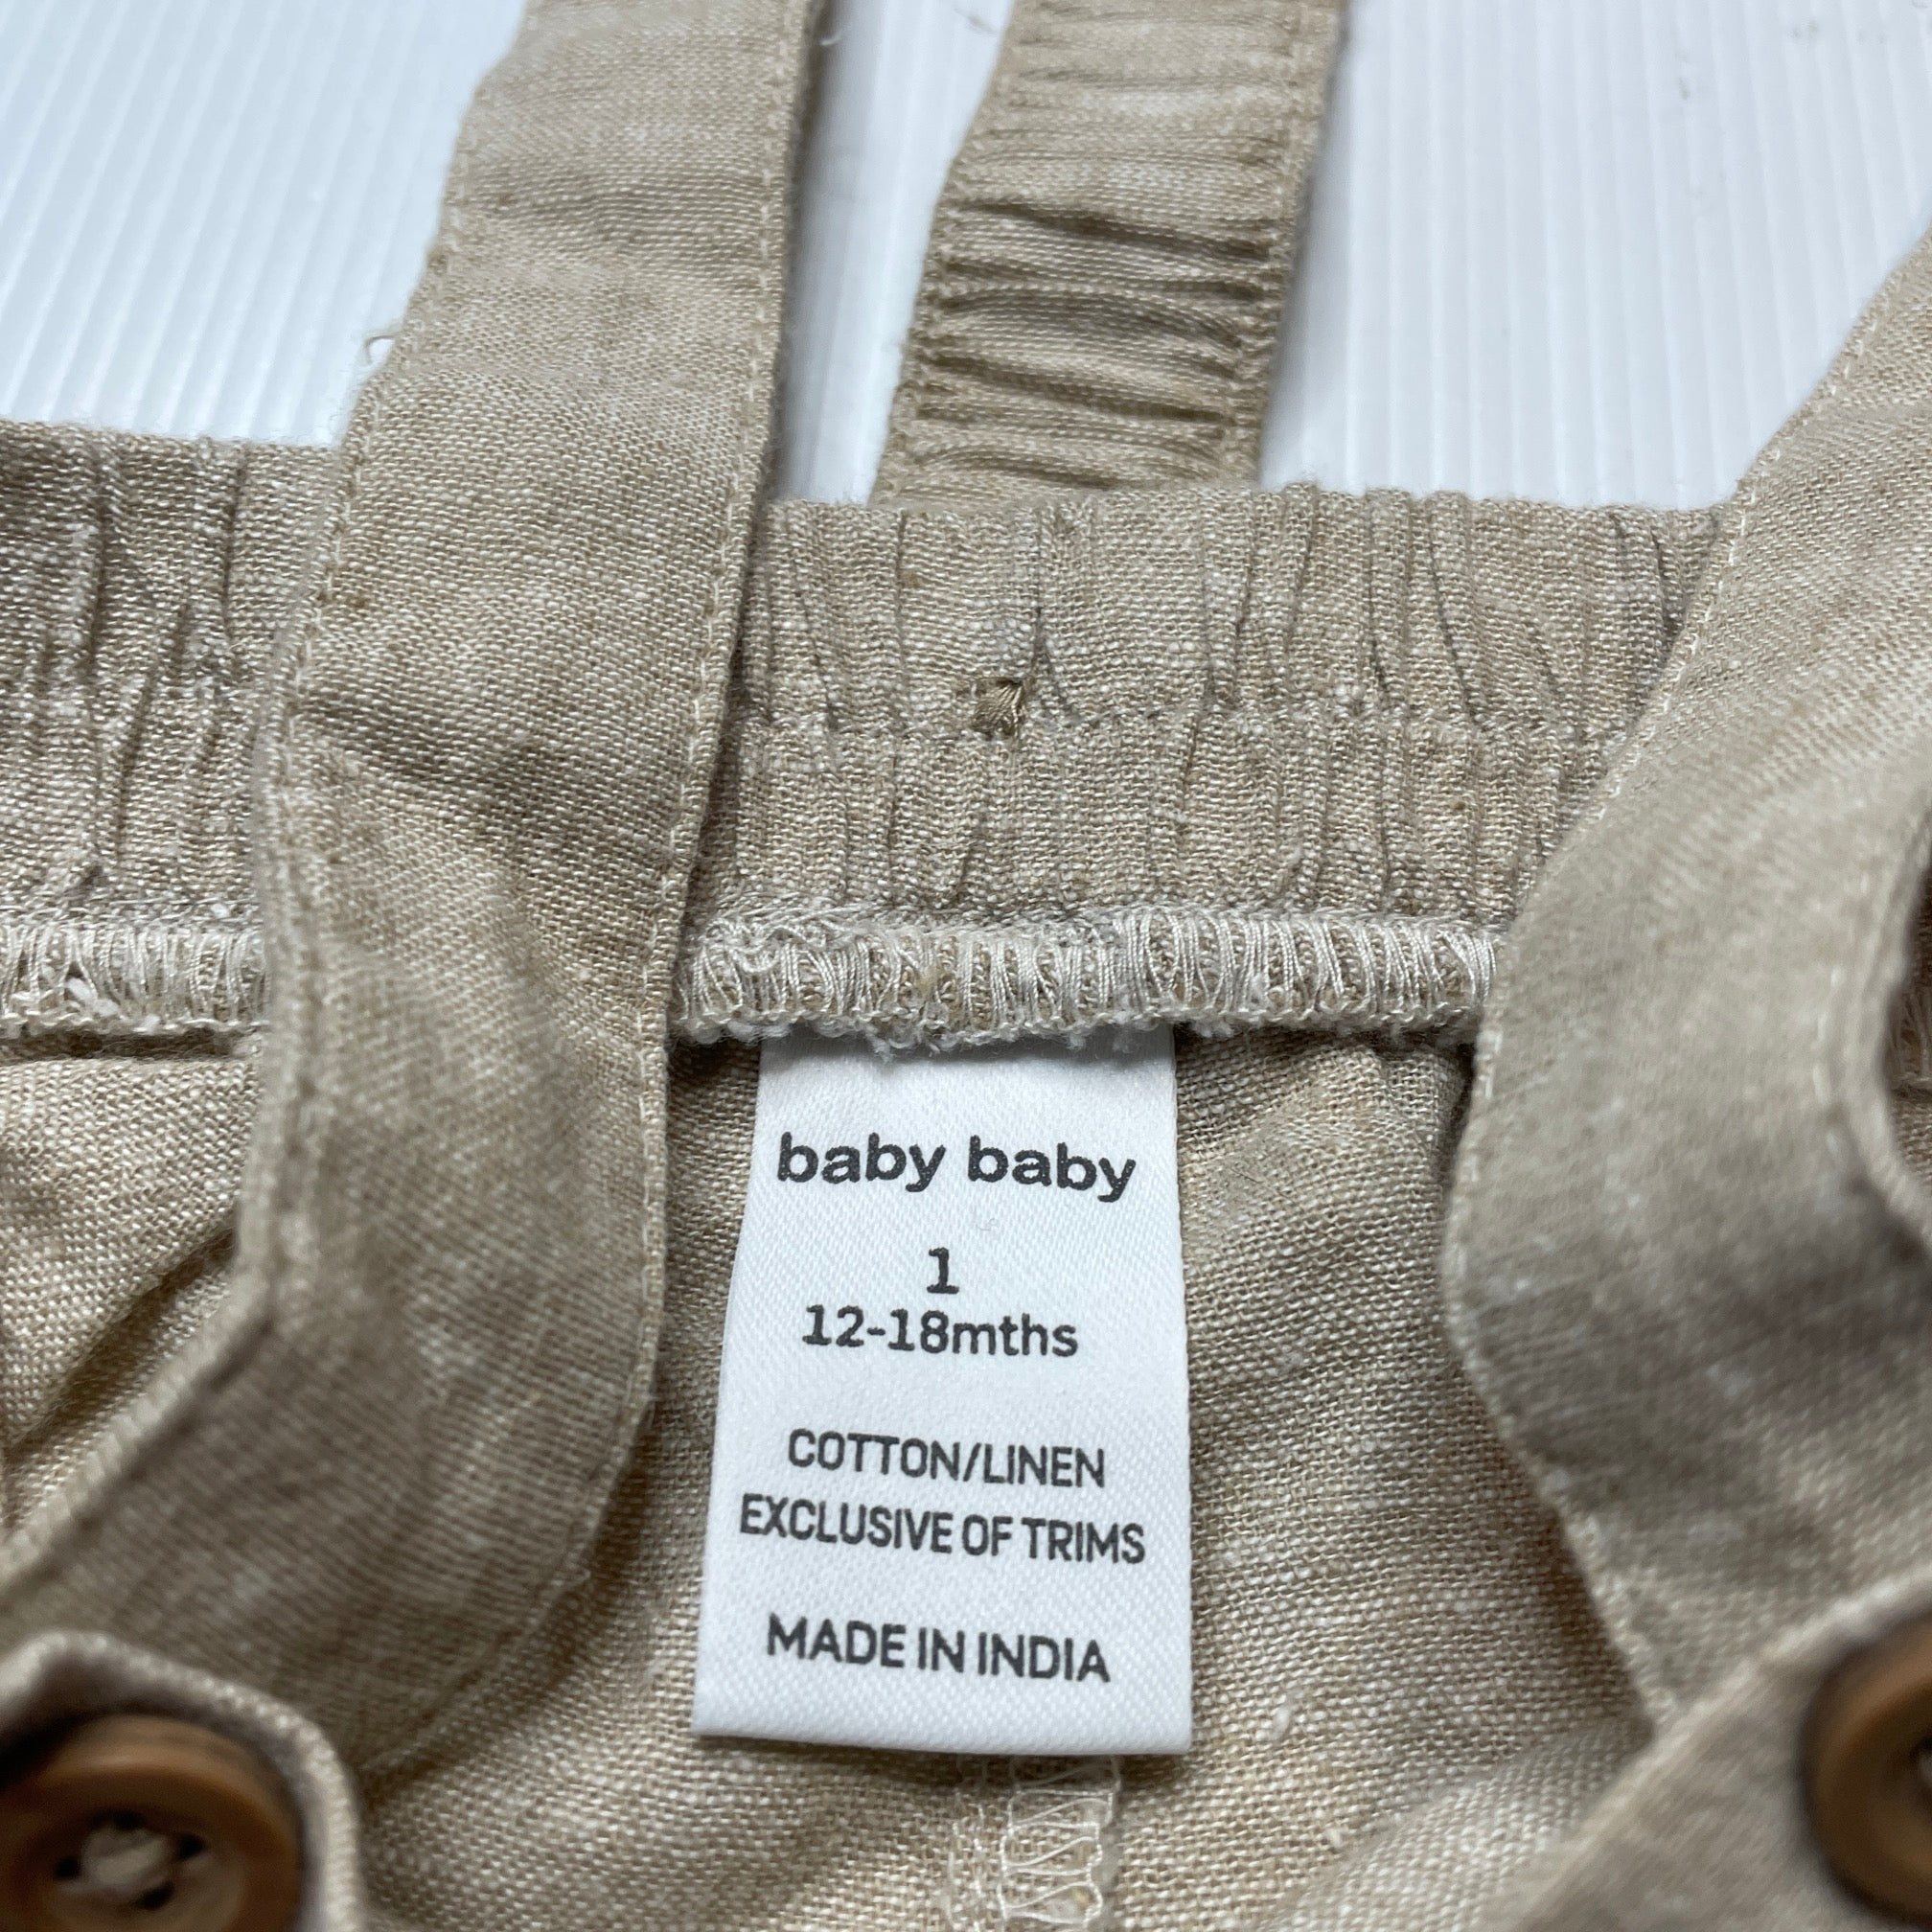 baby baby
1
12-18mths
COTTON/LINEN
EXCLUSIVE OF TRIMS
MADE IN INDIA